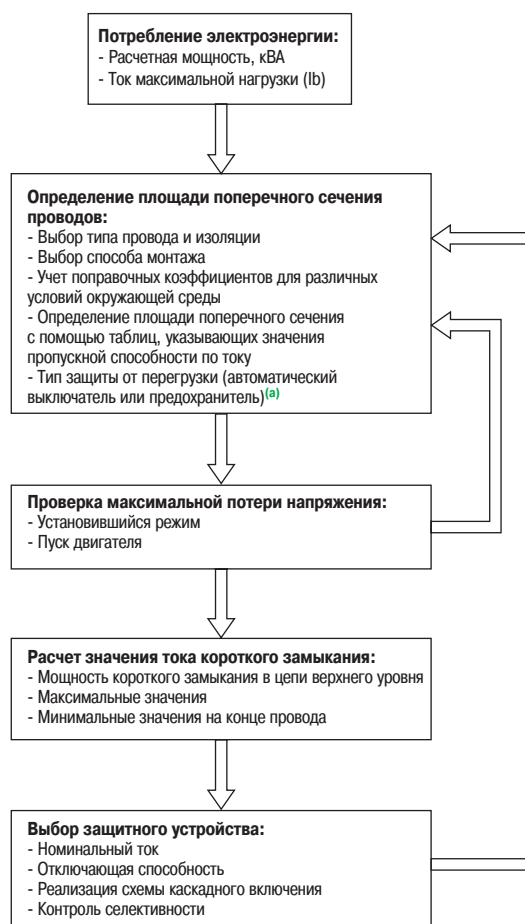 Потребление электроэнергии:
- Расчетная мощность, кВА
- Ток максимальной нагрузки (Ib)
Определение площади поперечного сечения
проводов:
- Выбор типа провода и изоляции
- Выбор способа монтажа
- Учет поправочных коэффициентов для различных
условий окружающей среды
- Определение площади поперечного сечения
с помощью таблиц, указывающих значения
пропускной способности по току
- Тип защиты от перегрузки (автоматический
выключатель или предохранитель)(a)
Проверка максимальной потери напряжения:
- Установившийся режим
- Пуск двигателя
Расчет значения тока короткого замыкания:
- Мощность короткого замыкания в цепи верхнего уровня
- Максимальные значения
- Минимальные значения на конце провода
Выбор защитного устройства:
- Номинальный ток
- Отключающая способность
- Реализация схемы каскадного включения
- Контроль селективности